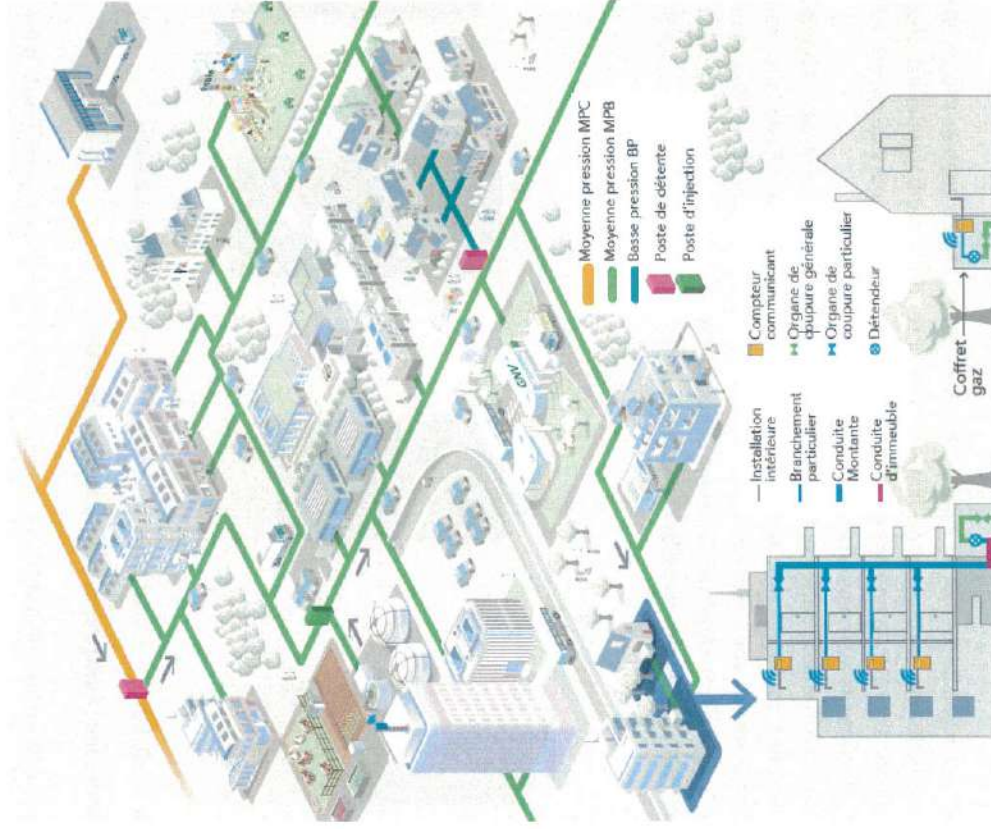 GNV
Moyenne pression MPC
Moyenne pression MPB
Basse pression BP
Poste de détente
Poste d'injection
Installation
intérieure
Branchement
particulier
Conduite
Montante
Conduite
d'immeuble
Compteur
communicant
Organe de
coupure générale
Organe de
coupure particulier
Détendeur
Coffret
gaz